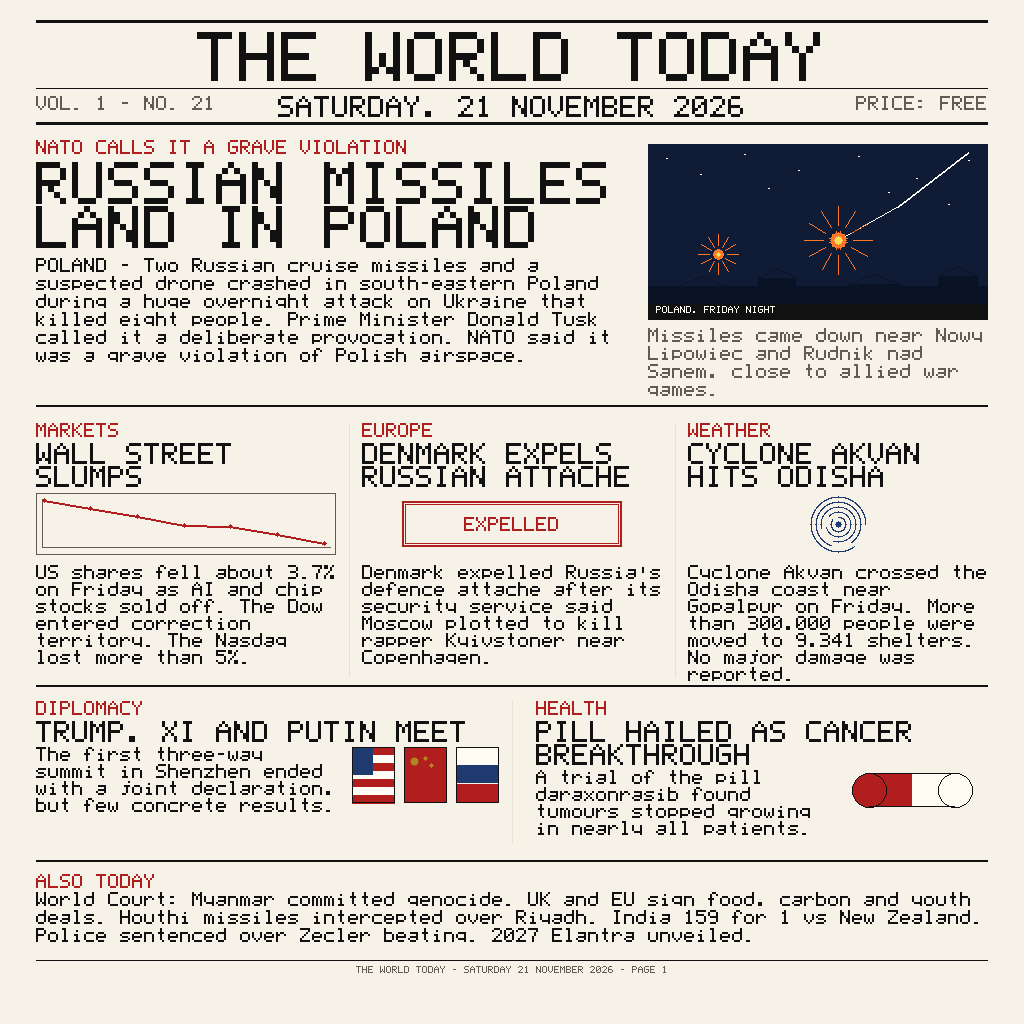 THE WORLD TODAY
VOL. 1 - NO. 21
SATURDAY. 21 NOVEMBER 2026
PRICE: FREE
NATO CALLS IT A GRAVE VIOLATION
RUSSIAN MISSILES
LAND IN POLAND
POLAND - Two Russian cruise missiles and a
suspected drone crashed in south-eastern Poland
during a huge overnight attack on Ukraine that
killed eight people. Prime Minister Donald Tusk
called it a deliberate provocation. NATO said it
was a grave violation of Polish airspace.
POLAND. FRIDAY NIGHT
Missiles came down near Nowy
Lipowiec and Rudnik nad
Sanem. close to allied war
games.
MARKETS
WALL STREET
SLUMPS
US shares fell about 3.7%
on Friday as AI and chip
stocks sold off. The Dow
entered correction
territory. The Nasdaq
lost more than 5%.
EUROPE
DENMARK EXPELS
RUSSIAN ATTACHE
EXPELLED
Denmark expelled Russia's
defence attache after its
security service said
Moscow plotted to kill
rapper Kyivstoner near
Copenhagen.
WEATHER
CYCLONE AKVAN
HITS ODISHA
Cyclone Akvan crossed the
Odisha coast near
Gopalpur on Friday. More
than 300.000 people were
moved to 9.341 shelters.
No major damage was
reported.
DIPLOMACY
TRUMP. XI AND PUTIN MEET
The first three-way
summit in Shenzhen ended
with a joint declaration.
but few concrete results.
HEALTH
PILL HAILED AS CANCER
BREAKTHROUGH
A trial of the pill
daraxonrasib found
tumours stopped growing
in nearly all patients.
ALSO TODAY
World Court: Myanmar committed genocide. UK and EU sign food. carbon and youth
deals. Houthi missiles intercepted over Riyadh. India 159 for 1 vs New Zealand.
Police sentenced over Zecler beating. 2027 Elantra unveiled.
THE WORLD TODAY - SATURDAY 21 NOVEMBER 2026 - PAGE 1